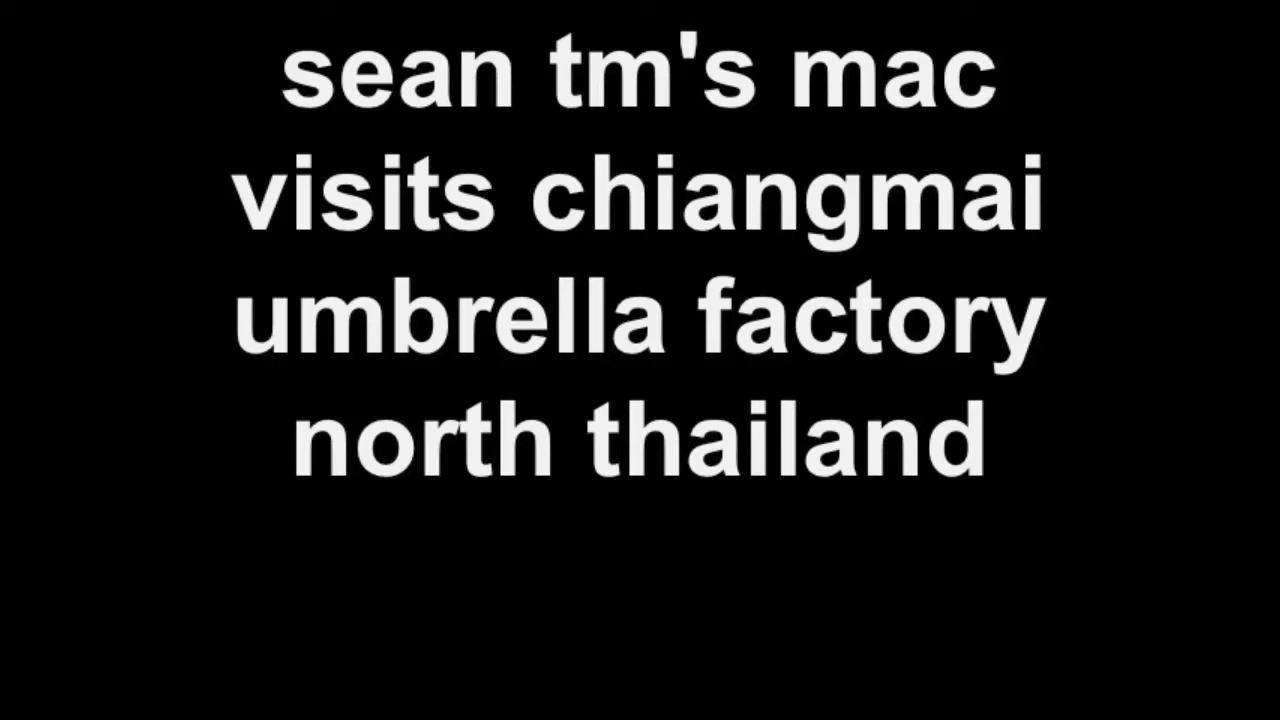 sean tm's mac
visits chiangmai
umbrella factory
north thailand